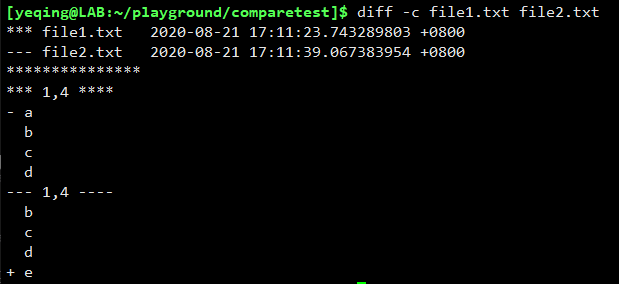 [yeqing@LAB:~/playground/comparetest]$ diff -c file1.txt file2.txt
*** file1.txt   2020-08-21 17:11:23.743289803 +0800
--- file2.txt   2020-08-21 17:11:39.067383954 +0800
***************
*** 1,4 ****
- a
  b
  c
  d
--- 1,4 ----
  b
  c
  d
+ e